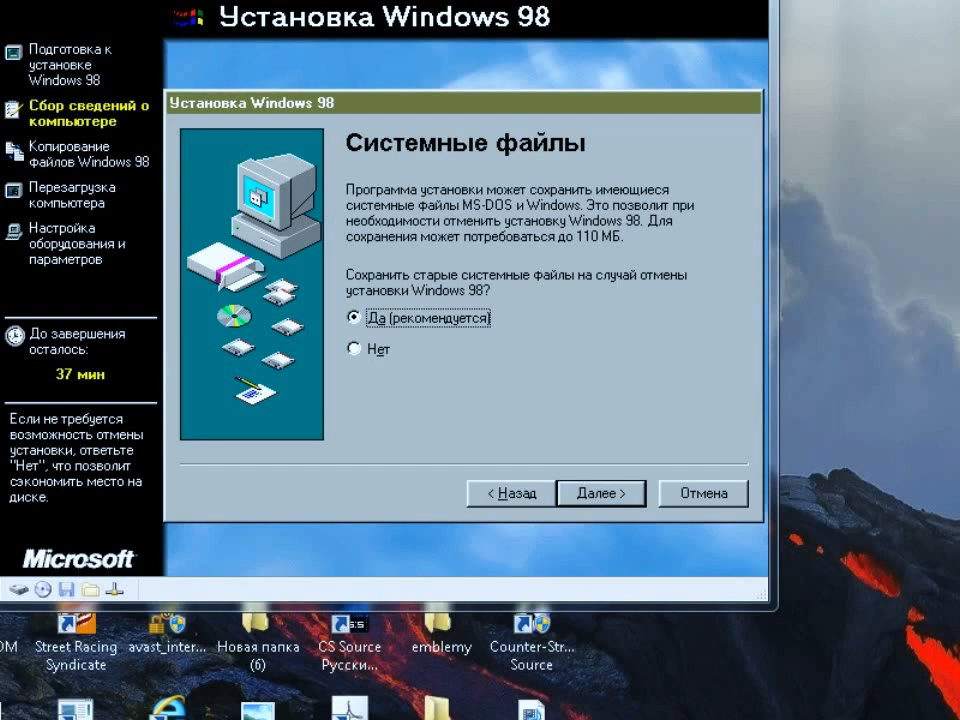 Установка Windows 98
Подготовка к
установке
Windows 98
Сбор сведений о
компьютере
Копирование
файлов Windows 98
Перезагрузка
компьютера
Настройка
оборудования и
параметров
До завершения
осталось:
37 мин
Если не требуется
возможность отмены
установки, ответьте
"Нет", что позволит
сэкономить место на
диске.
Microsoft
Установка Windows 98
Системные файлы
Программа установки может сохранить имеющиеся
системные файлы MS-DOS и Windows. Это позволит при
необходимости отменить установку Windows 98. Для
сохранения может потребоваться до 110 МБ.
Сохранить старые системные файлы на случай отмены
установки Windows 98?
Да (рекомендуется)
Нет
< Назад
Далее >
Отмена
ОМ
Street Racing
Syndicate
avast_inter...
Новая папка
(6)
CS Source
Русски...
emblemy
Counter-Str...
Source